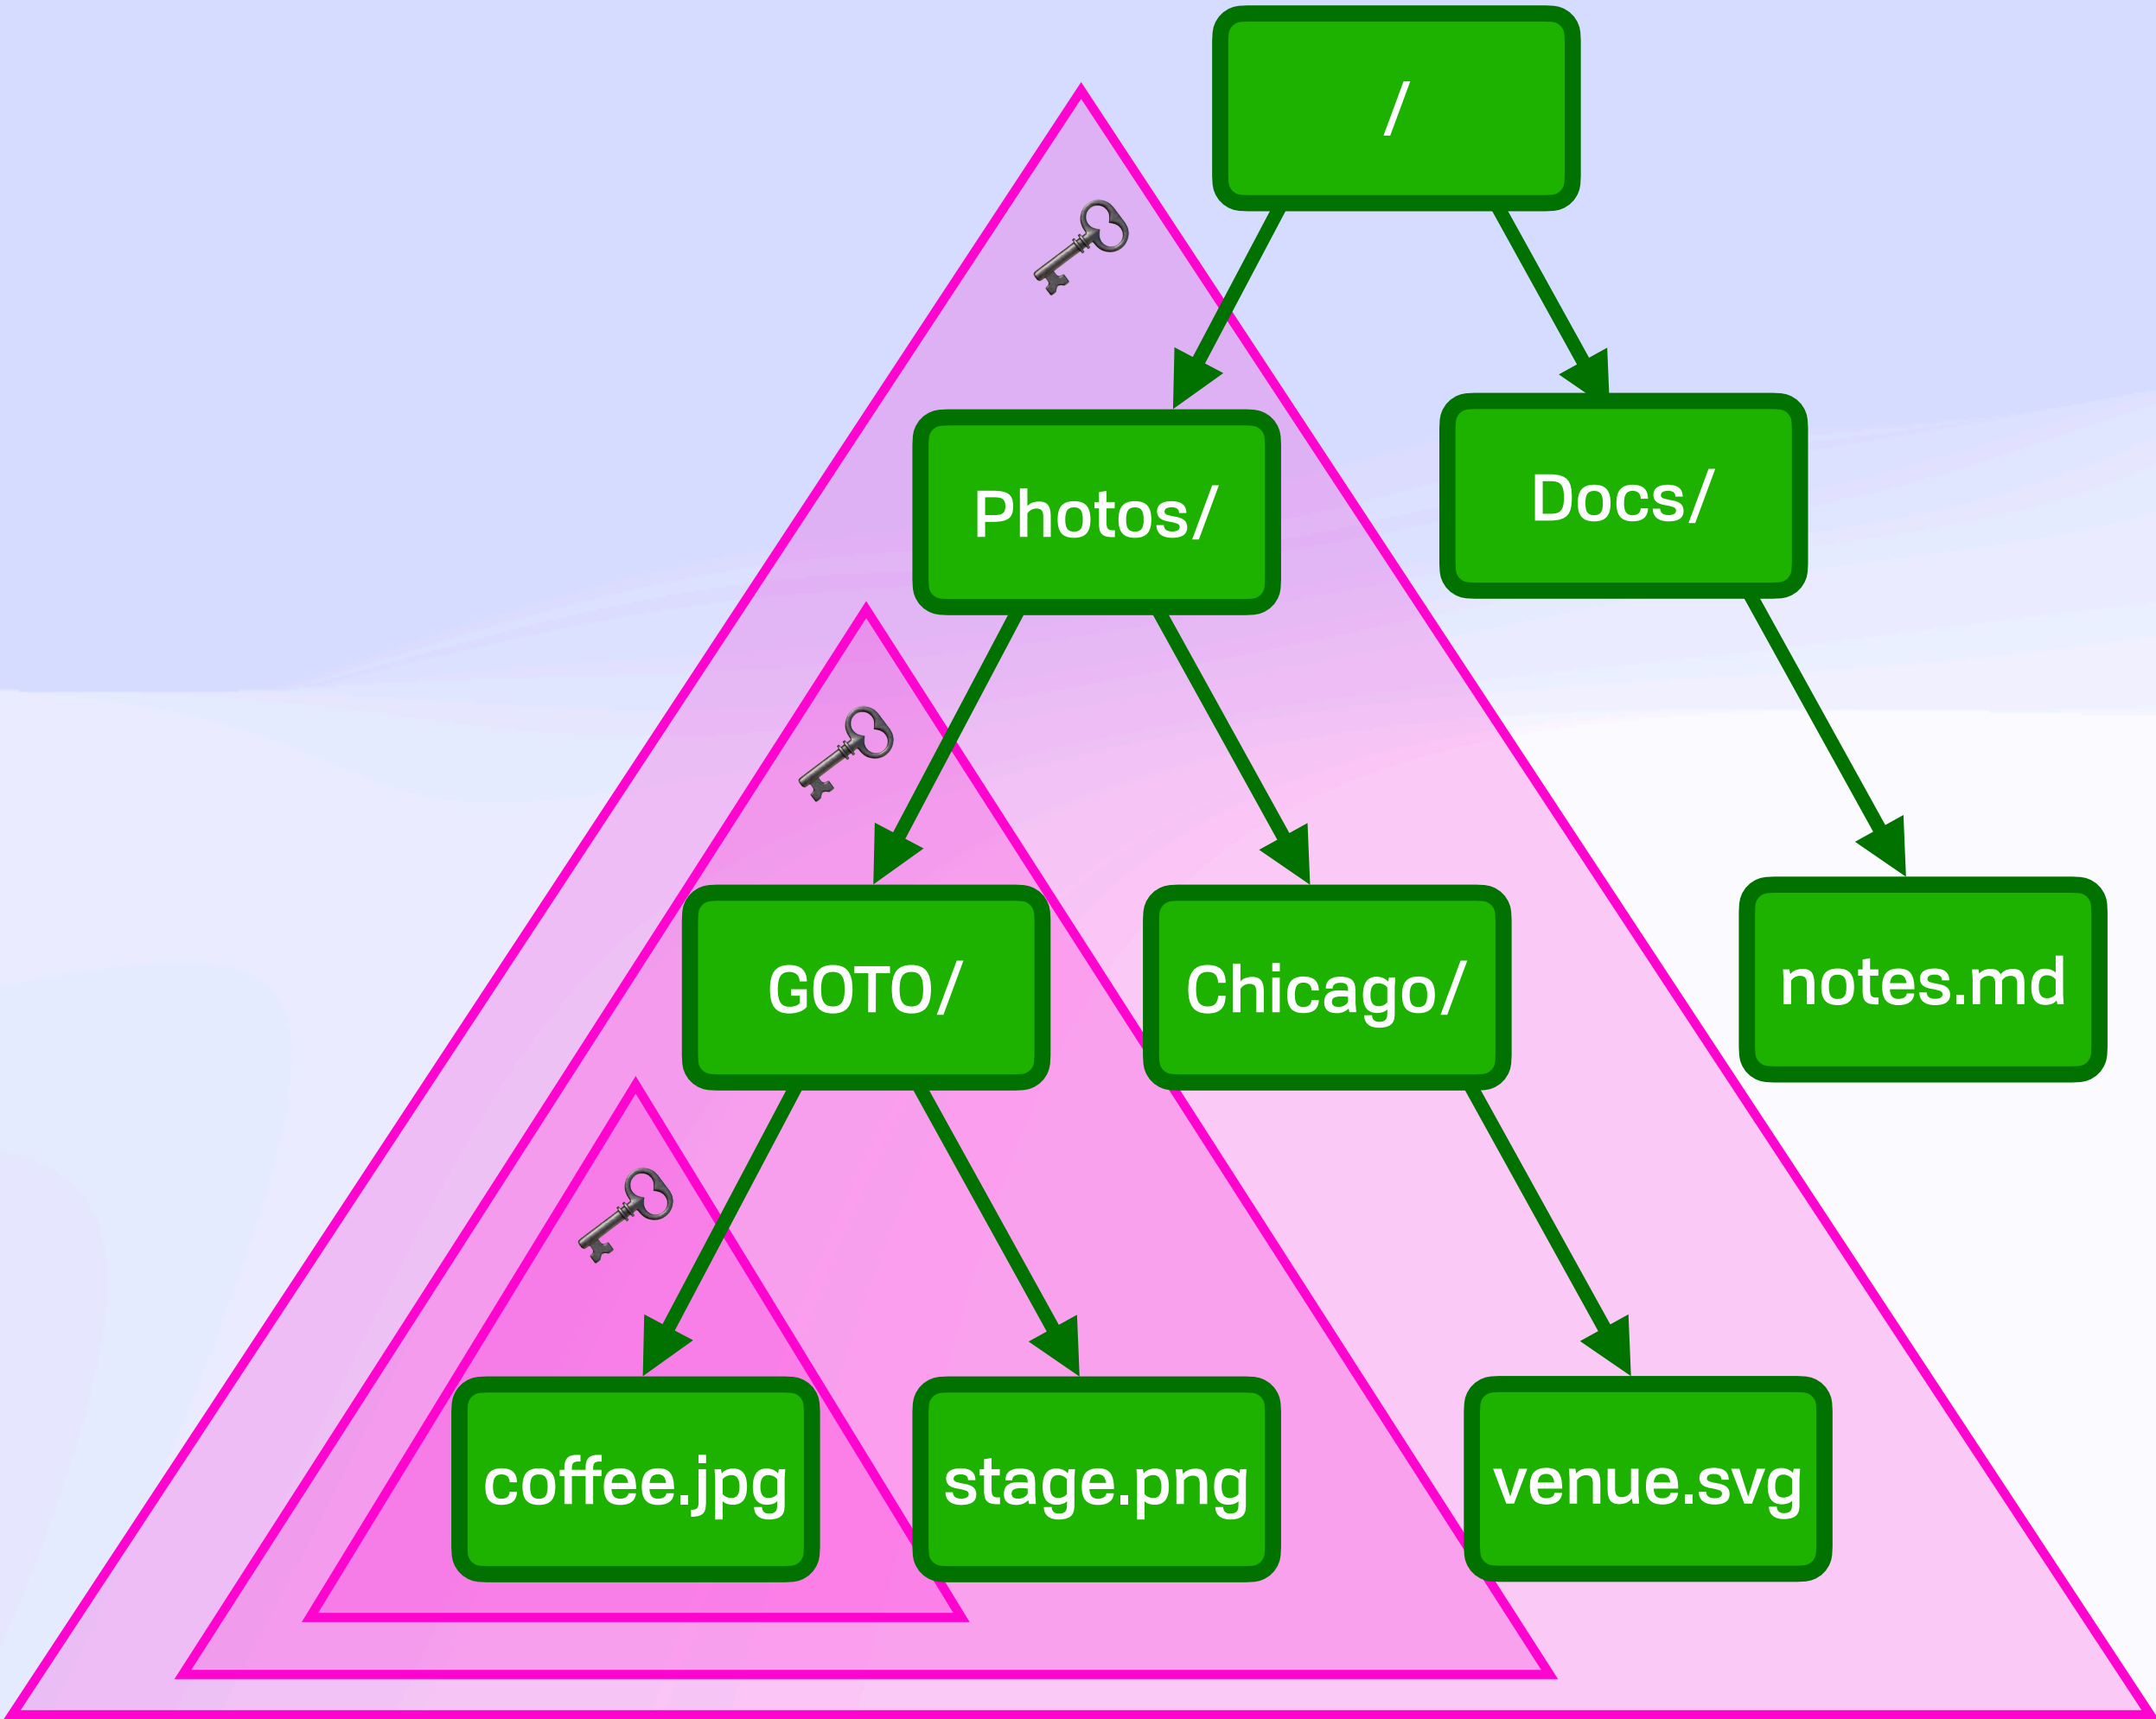 /
Photos/
Docs/
GOTO/
Chicago/
notes.md
coffee.jpg
stage.png
venue.svg